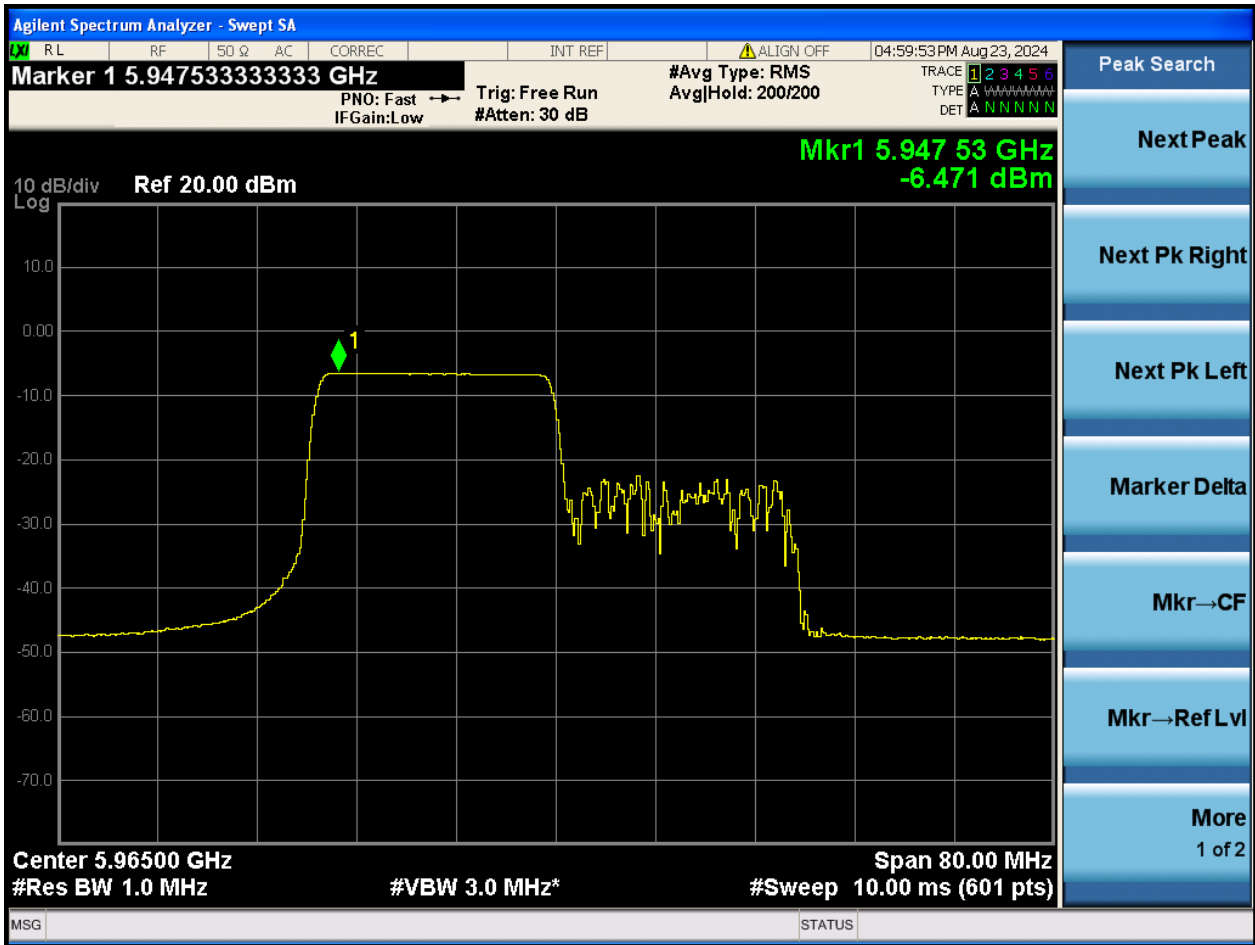 Agilent Spectrum Analyzer - Swept SA
LXI RL RF 50 Ω AC CORREC INT REF ALIGN OFF 04:59:53 PM Aug 23, 2024
Marker 1 5.947533333333 GHz
PNO: Fast
IFGain:Low
Trig: Free Run
#Atten: 30 dB
#Avg Type: RMS
Avg|Hold: 200/200
TRACE 1 2 3 4 5 6
TYPE A WWWWW
DET A N N N N N
Mkr1 5.947 53 GHz
-6.471 dBm
10 dB/div Ref 20.00 dBm
Log
10.0
0.00
1
-10.0
-20.0
-30.0
-40.0
-50.0
-60.0
-70.0
Center 5.96500 GHz Span 80.00 MHz
#Res BW 1.0 MHz #VBW 3.0 MHz* #Sweep 10.00 ms (601 pts)
MSG STATUS
Peak Search
Next Peak
Next Pk Right
Next Pk Left
Marker Delta
Mkr→CF
Mkr→Ref Lvl
More
1 of 2